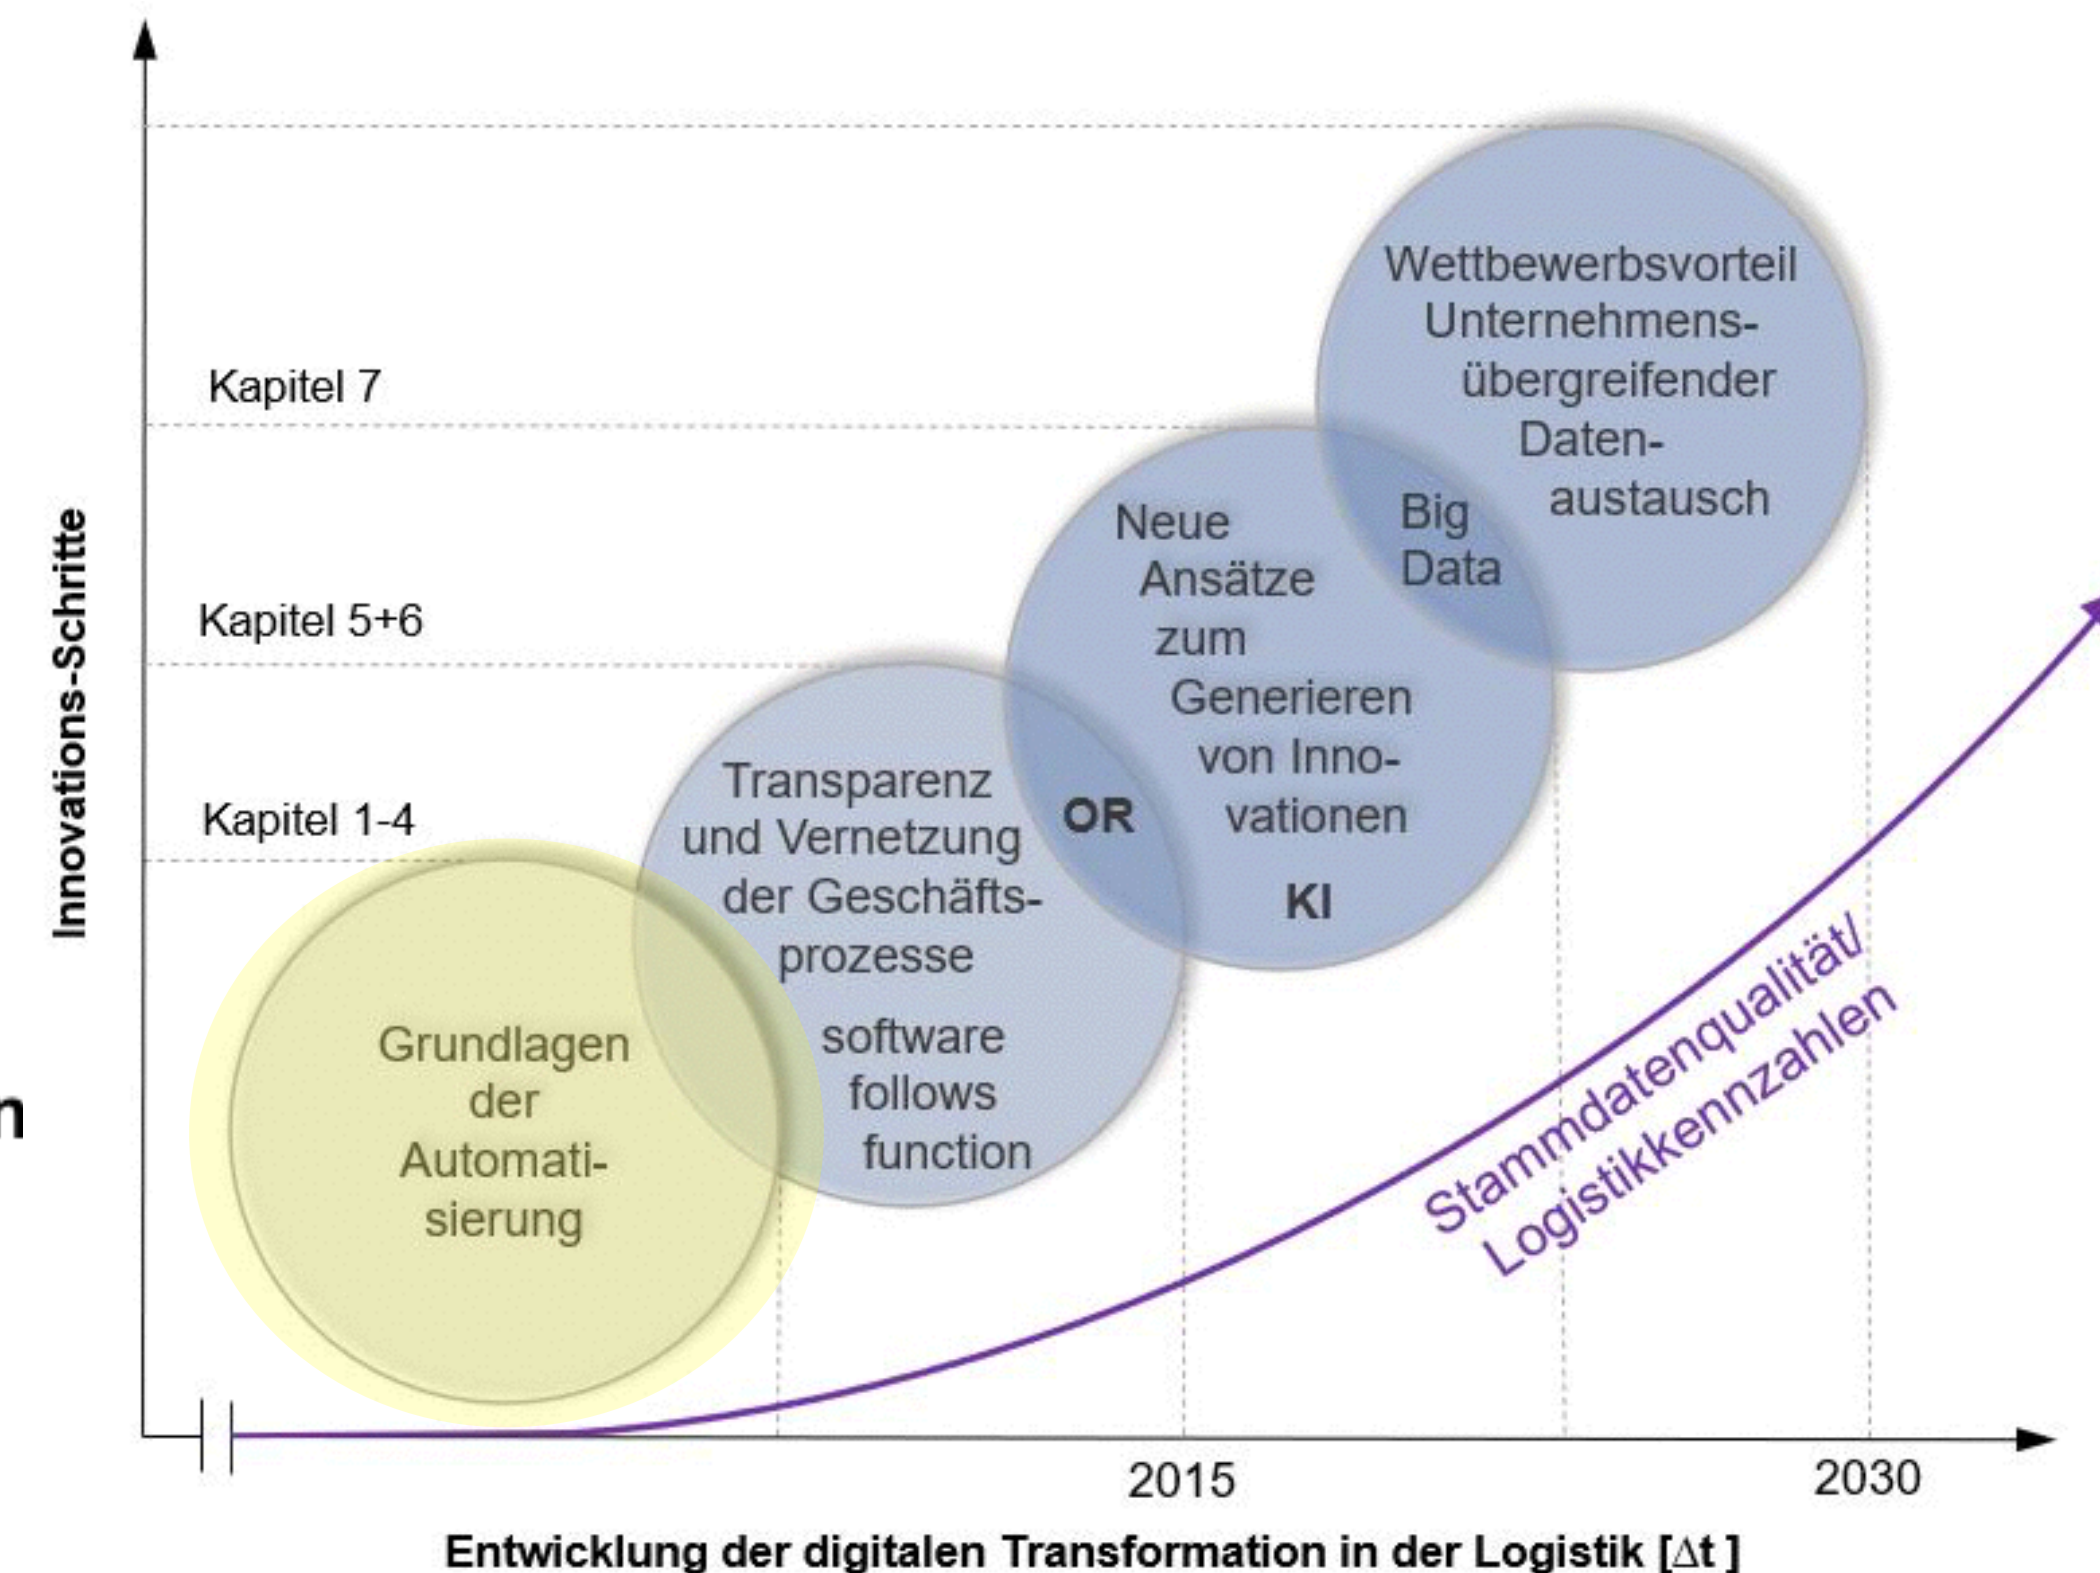 Kapitel 7
Kapitel 5+6
Kapitel 1-4
Innovations-Schritte
Wettbewerbsvorteil
Unternehmens-
übergreifender
Daten-
austausch
Big
Data
Neue
Ansätze
zum
Generieren
von Inno-
vationen
KI
OR
Transparenz
und Vernetzung
der Geschäfts-
prozesse
software
follows
function
Grundlagen
der
Automati-
sierung
Stammdatenqualität/
Logistikkennzahlen
2015
2030
Entwicklung der digitalen Transformation in der Logistik [Δt ]